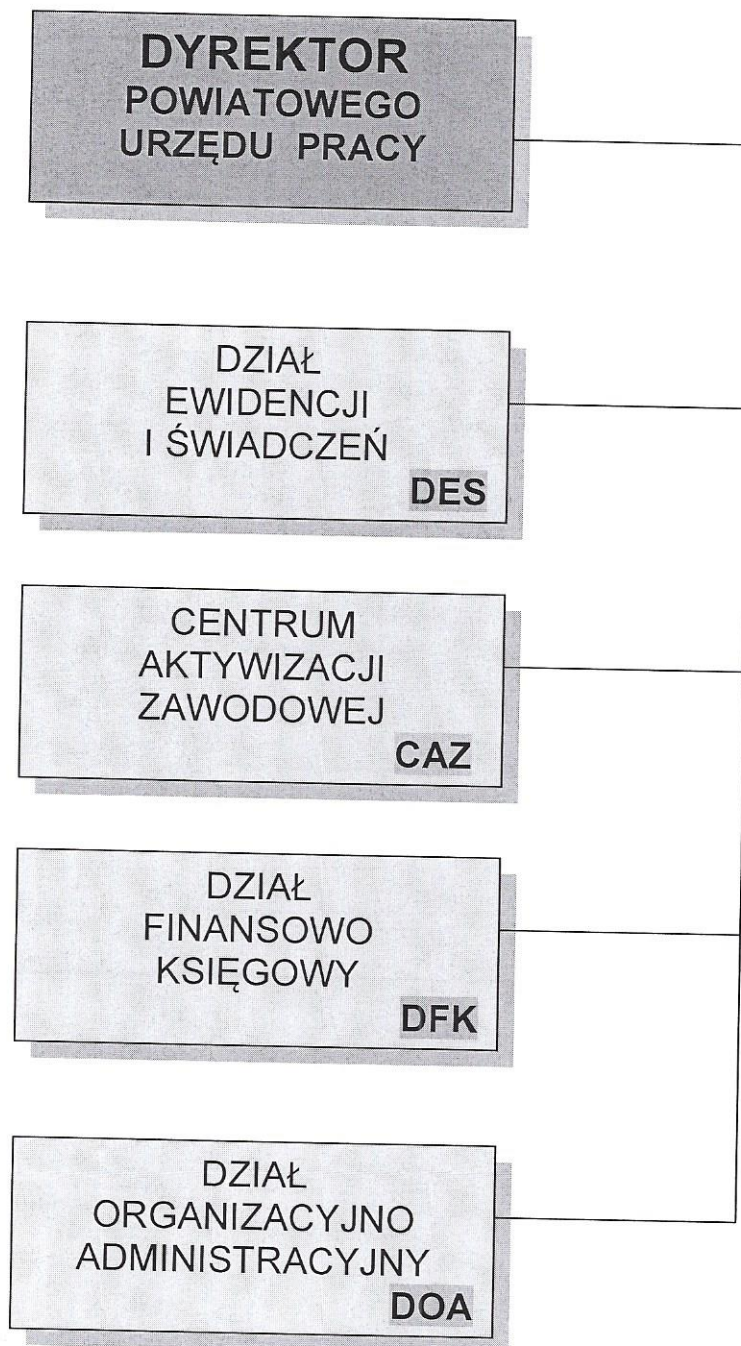 DYREKTOR
POWIATOWEGO
URZĘDU PRACY
DZIAŁ
EWIDENCJI
I ŚWIADCZEŃ
DES
CENTRUM
AKTYWIZACJI
ZAWODOWEJ
CAZ
DZIAŁ
FINANSOWO
KSIĘGOWY
DFK
DZIAŁ
ORGANIZACYJNO
ADMINISTRACYJNY
DOA